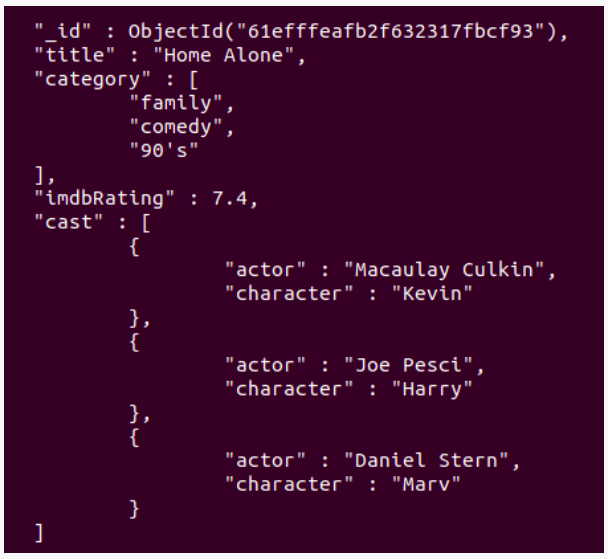 "_id" : ObjectId("61efffeafb2f632317fbcf93"),
"title" : "Home Alone",
"category" : [
"family",
"comedy",
"90's"
],
"imdbRating" : 7.4,
"cast" : [
{
"actor" : "Macaulay Culkin",
"character" : "Kevin"
},
{
"actor" : "Joe Pesci",
"character" : "Harry"
},
{
"actor" : "Daniel Stern",
"character" : "Marv"
}
]